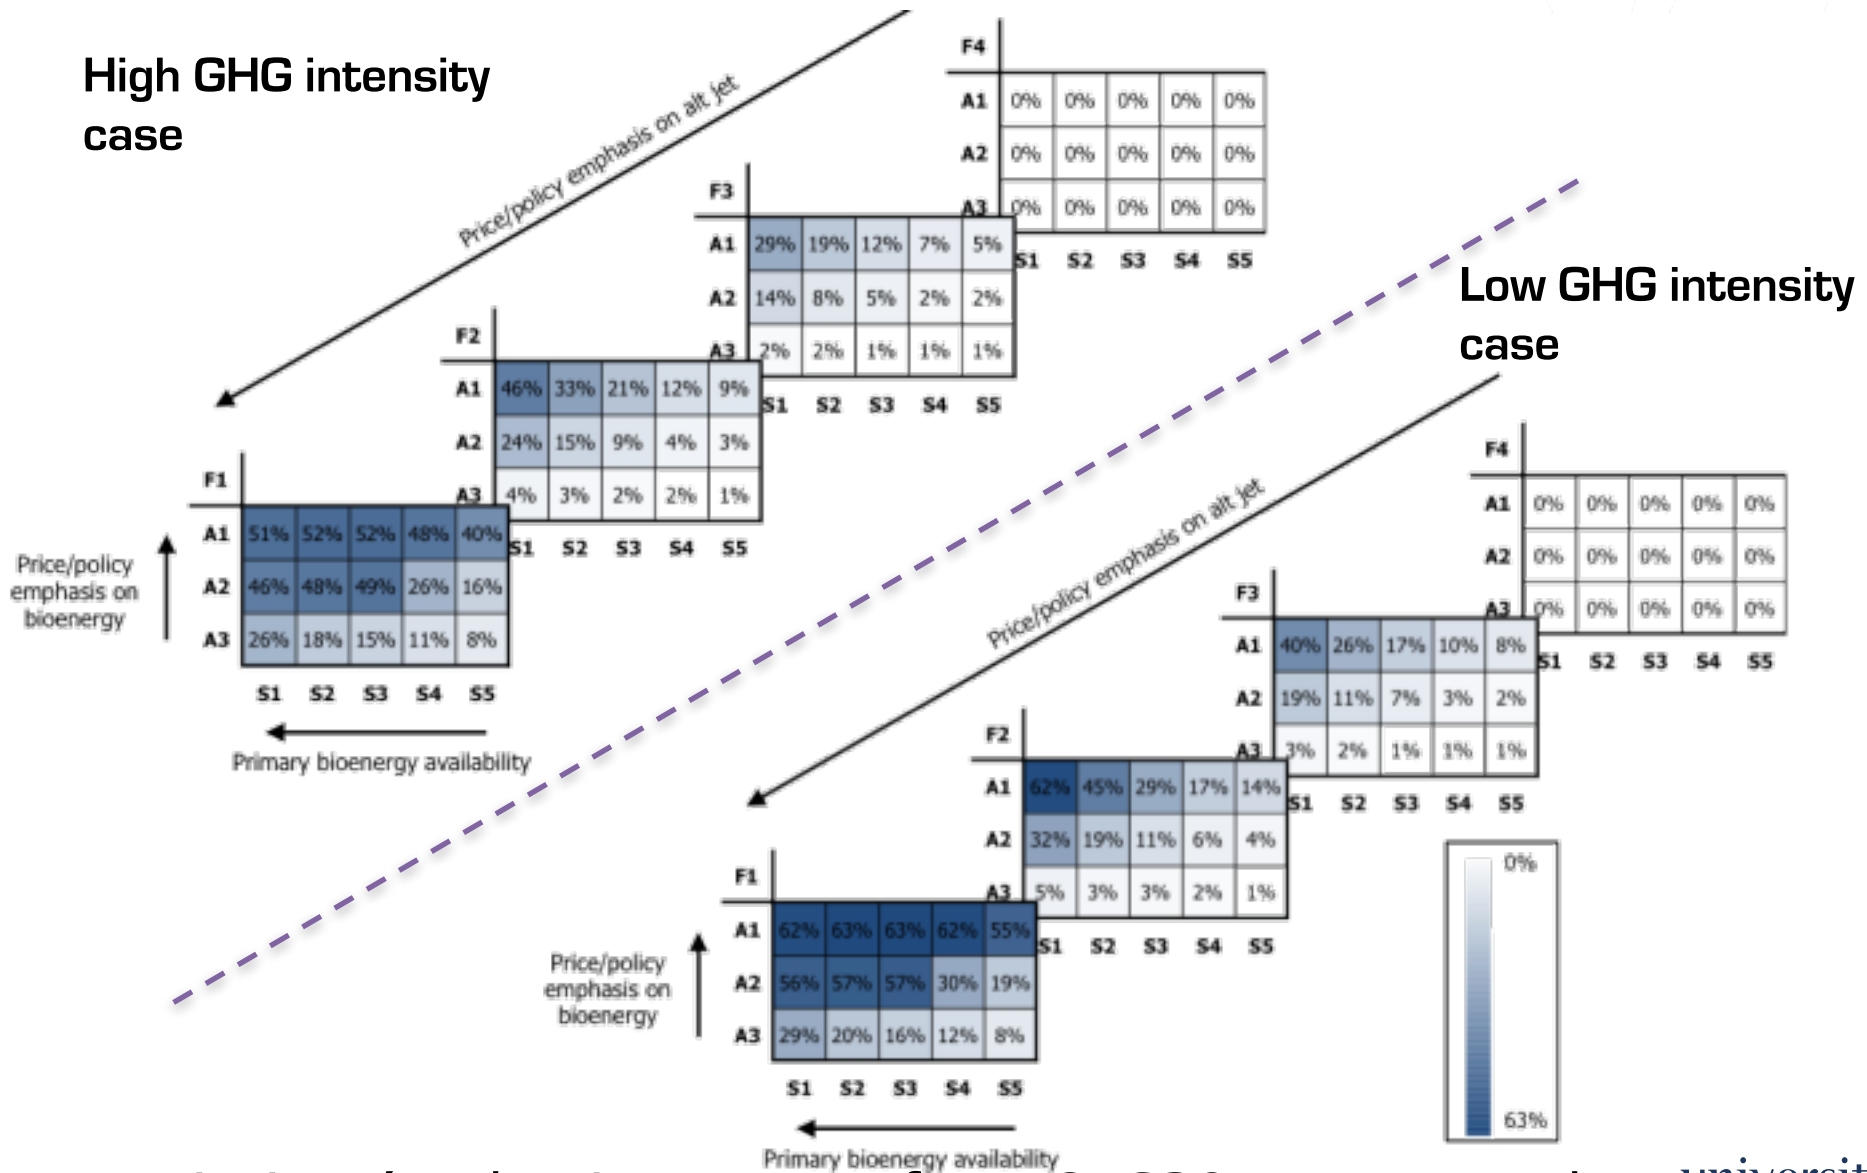 High GHG intensity
case
Price/policy emphasis on alt jet
F4
A1 0% 0% 0% 0% 0%
A2 0% 0% 0% 0% 0%
A3 0% 0% 0% 0% 0%
S1 S2 S3 S4 S5
F3
A1 29% 19% 12% 7% 5%
A2 14% 8% 5% 2% 2%
A3 2% 2% 1% 1% 1%
S1 S2 S3 S4 S5
F2
A1 46% 33% 21% 12% 9%
A2 24% 15% 9% 4% 3%
A3 4% 3% 2% 2% 1%
S1 S2 S3 S4 S5
F1
A1 51% 52% 52% 48% 40%
A2 46% 48% 49% 26% 16%
A3 26% 18% 15% 11% 8%
S1 S2 S3 S4 S5
Price/policy
emphasis on
bioenergy
Primary bioenergy availability
Low GHG intensity
case
Price/policy emphasis on alt jet
F4
A1 0% 0% 0% 0% 0%
A2 0% 0% 0% 0% 0%
A3 0% 0% 0% 0% 0%
S1 S2 S3 S4 S5
F3
A1 40% 26% 17% 10% 8%
A2 19% 11% 7% 3% 2%
A3 3% 2% 1% 1% 1%
S1 S2 S3 S4 S5
F2
A1 62% 45% 29% 17% 14%
A2 32% 19% 11% 6% 4%
A3 5% 3% 3% 2% 1%
S1 S2 S3 S4 S5
F1
A1 62% 63% 63% 62% 55%
A2 56% 57% 57% 30% 19%
A3 29% 20% 16% 12% 8%
S1 S2 S3 S4 S5
Price/policy
emphasis on
bioenergy
Primary bioenergy availability
0%
63%